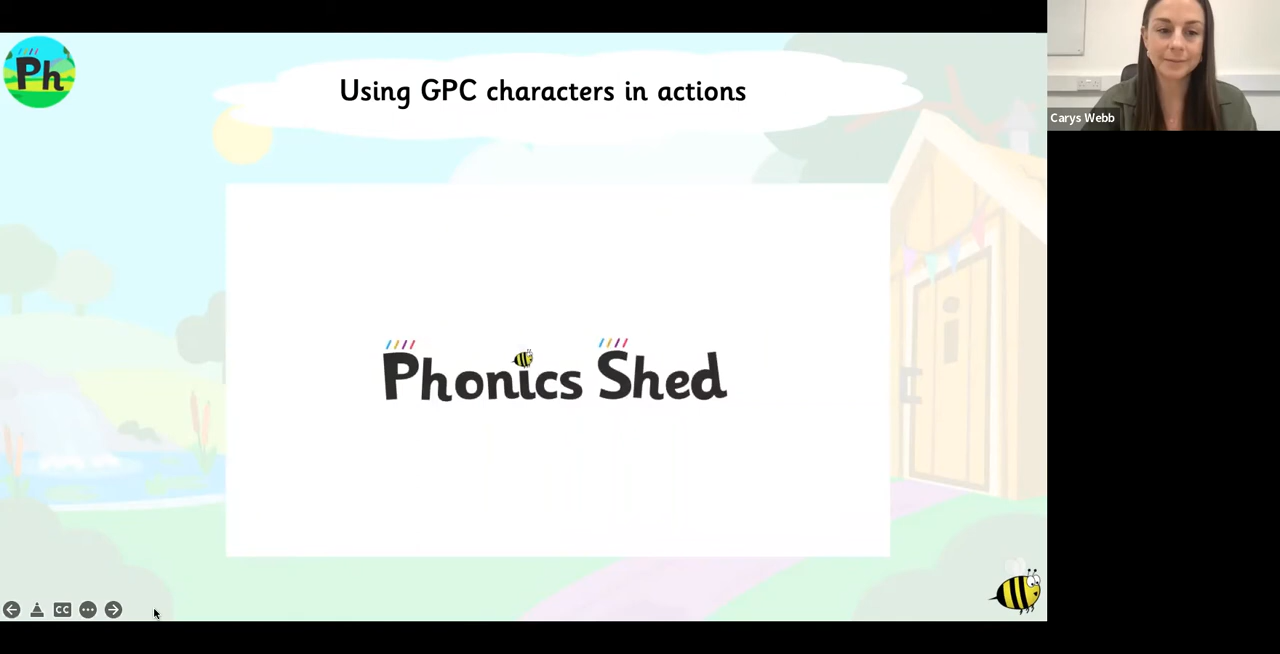 Ph
Using GPC characters in actions
Carys Webb
Phonics Shed
CC